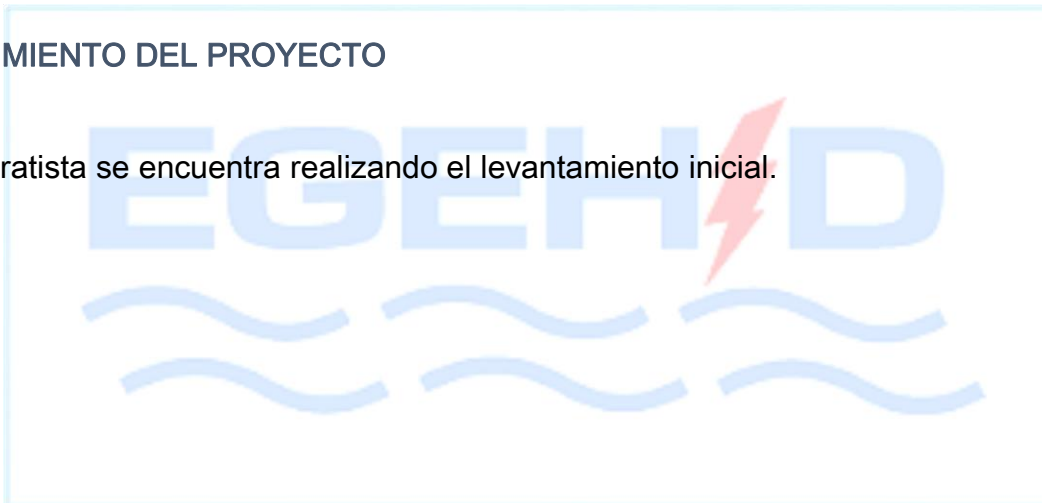 MIENTO DEL PROYECTO
ratista se encuentra realizando el levantamiento inicial.
EGEHID